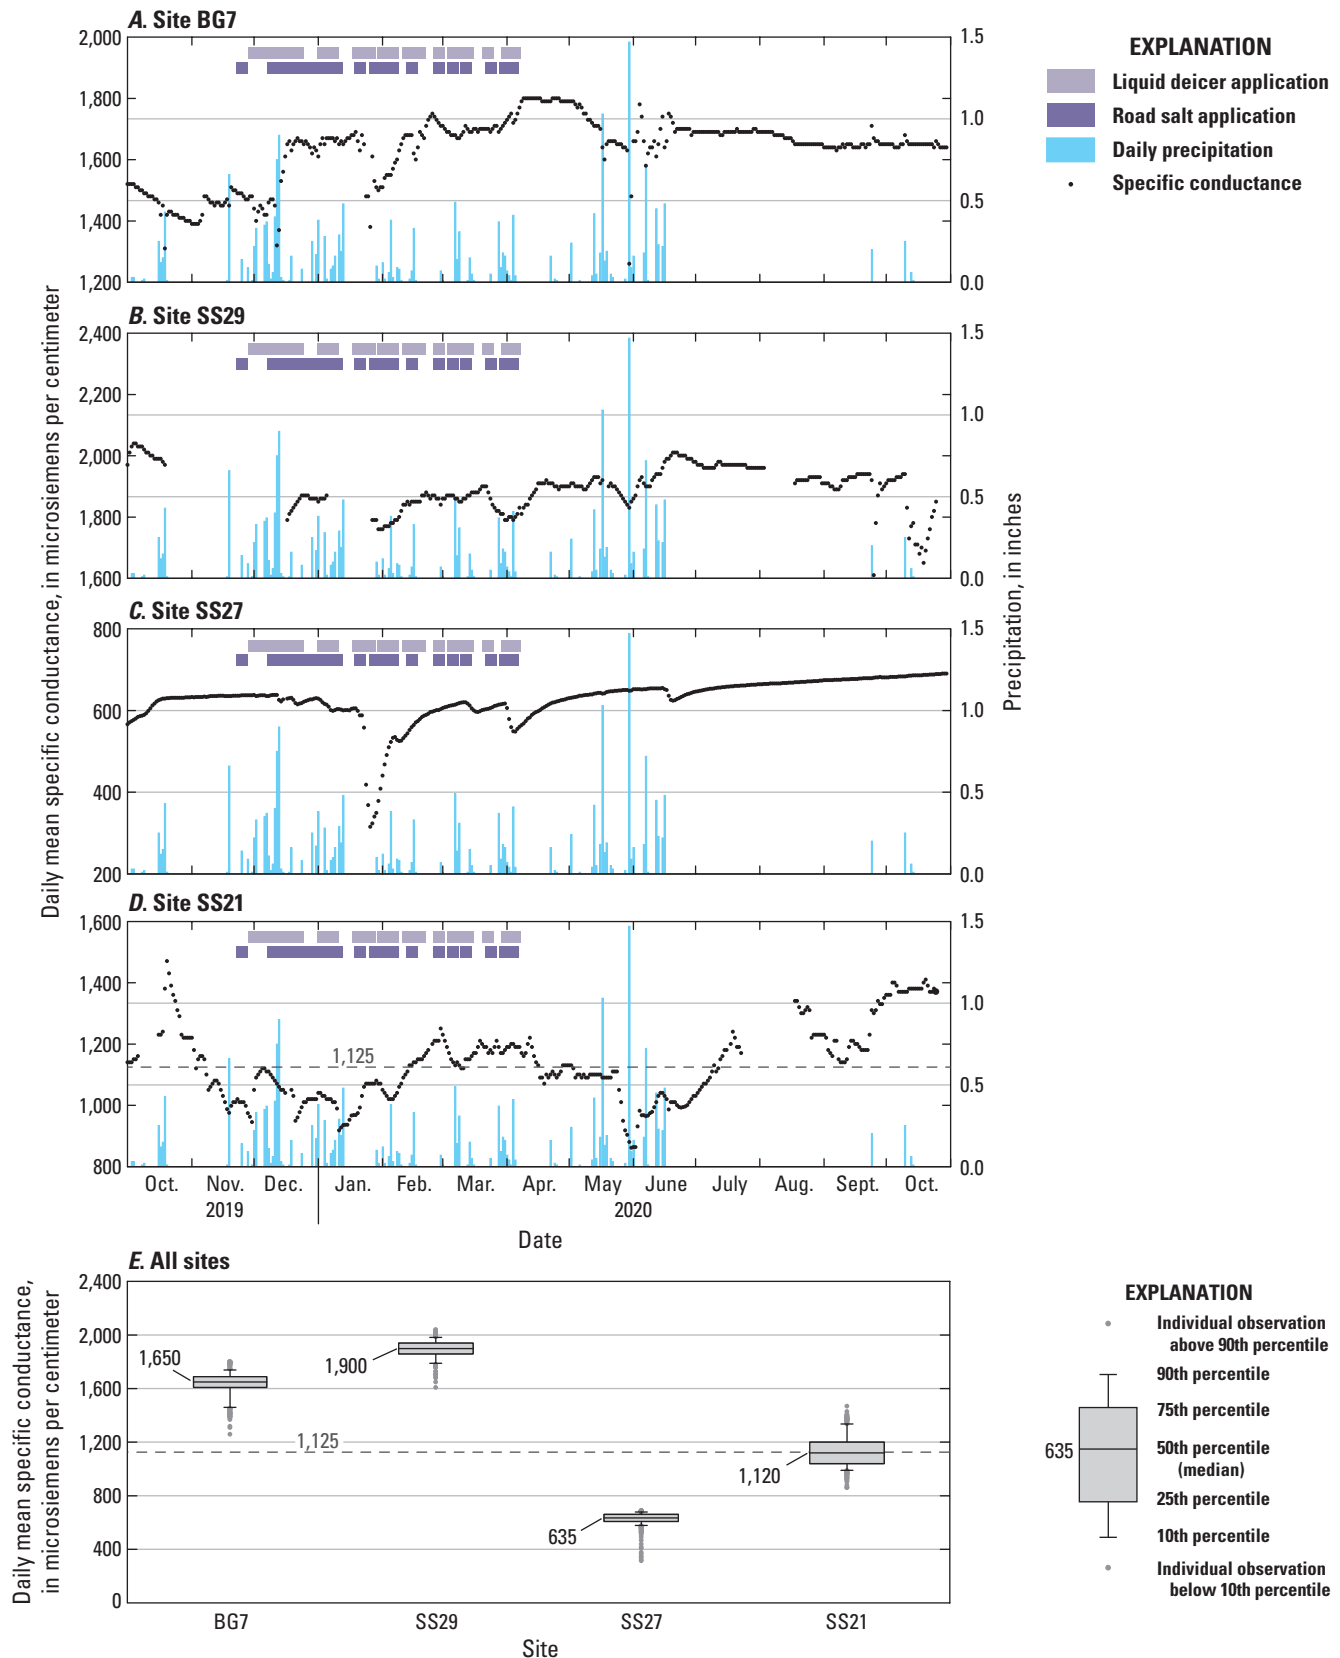 A. Site BG7
2,000
1,800
1,600
1,400
1,200
1.5
1.0
0.5
0.0
EXPLANATION
Liquid deicer application
Road salt application
Daily precipitation
Specific conductance
B. Site SS29
2,400
2,200
2,000
1,800
1,600
1.5
1.0
0.5
0.0
C. Site SS27
800
600
400
200
1.5
1.0
0.5
0.0
D. Site SS21
1,600
1,400
1,200
1,000
800
1,125
1.5
1.0
0.5
0.0
Daily mean specific conductance, in microsiemens per centimeter
Precipitation, in inches
Oct. Nov. Dec. Jan. Feb. Mar. Apr. May June July Aug. Sept. Oct.
2019 2020
Date
E. All sites
Daily mean specific conductance,
in microsiemens per centimeter
2,400
2,000
1,600
1,200
800
400
0
1,650
1,900
1,125
635
1,120
BG7 SS29 SS27 SS21
Site
EXPLANATION
Individual observation
above 90th percentile
90th percentile
75th percentile
635
50th percentile
(median)
25th percentile
10th percentile
Individual observation
below 10th percentile